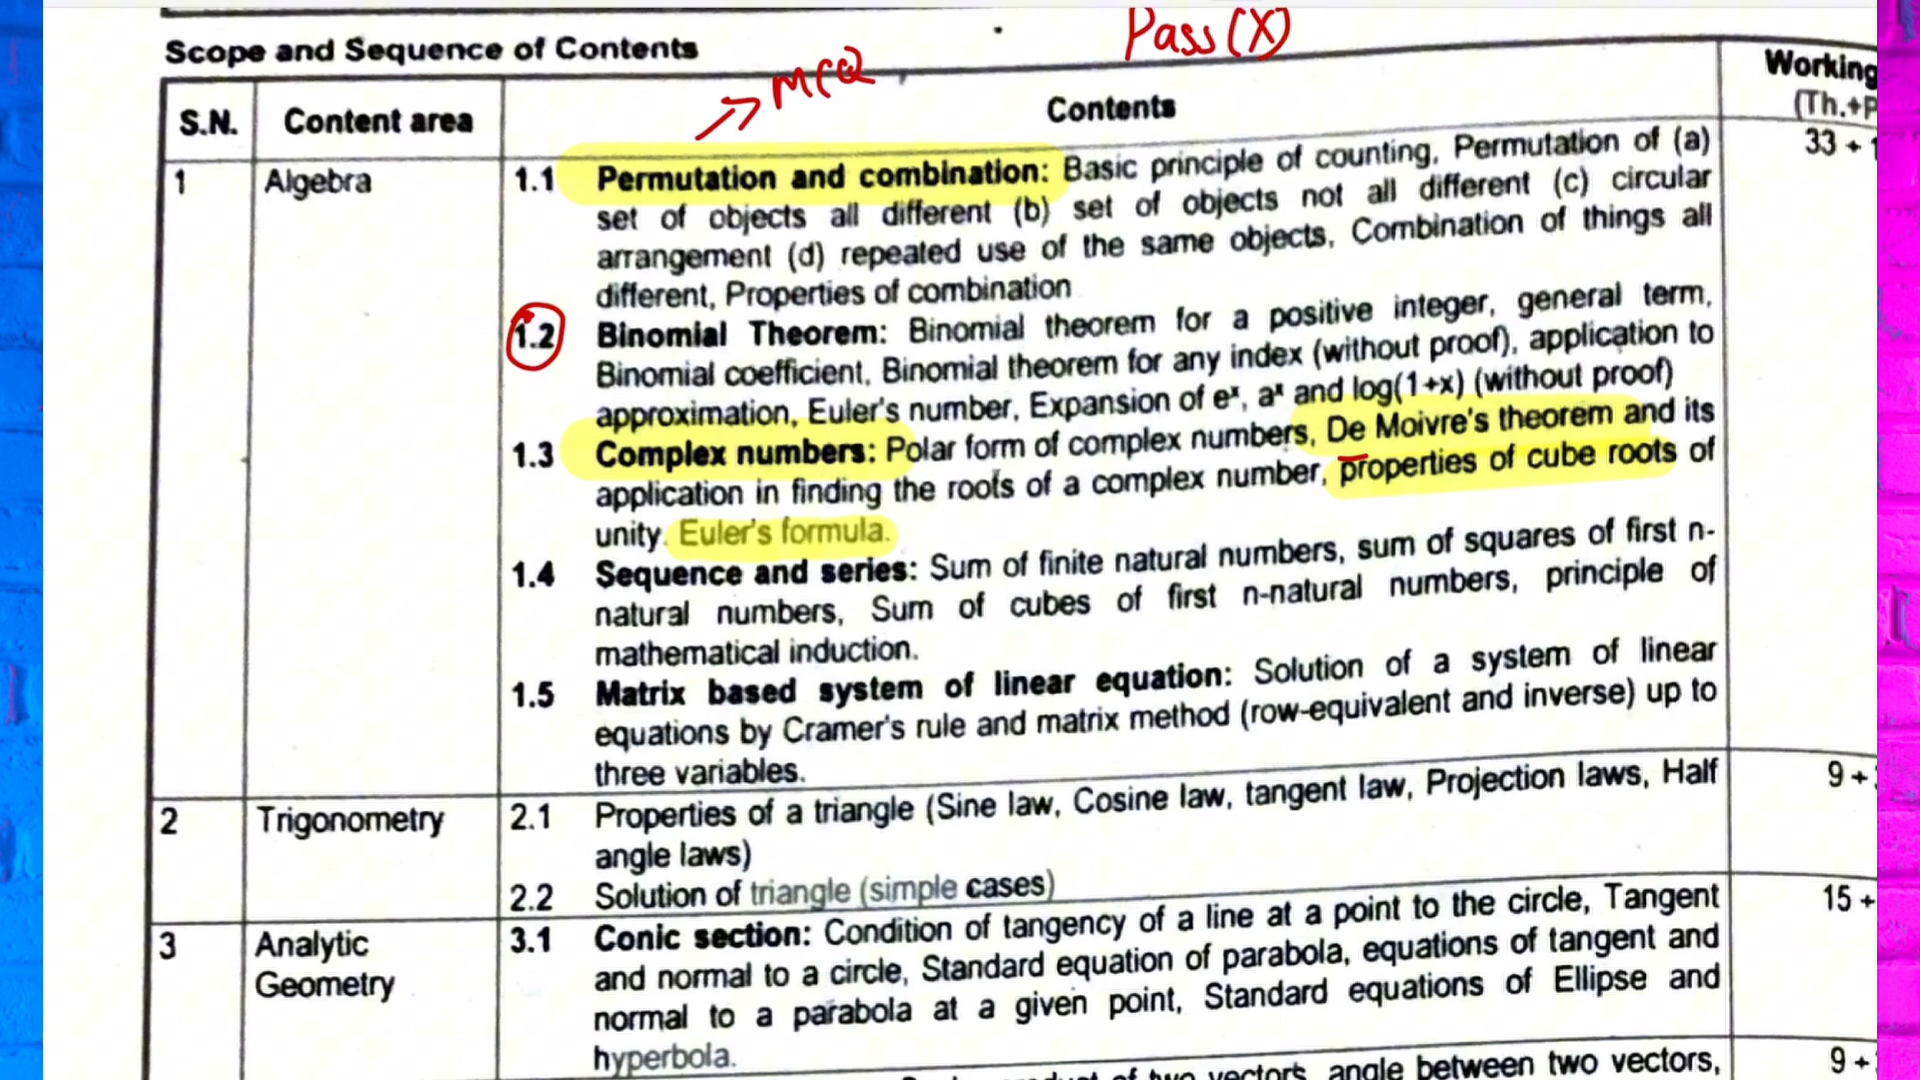 Pass (X)
Scope and Sequence of Contents
→ MCQ
S.N. Content area Contents Working
(Th.+P
1 Algebra 1.1 Permutation and combination: Basic principle of counting, Permutation of (a) 33 +
set of objects all different (b) set of objects not all different (c) circular
arrangement (d) repeated use of the same objects, Combination of things all
different, Properties of combination
1.2 Binomial Theorem: Binomial theorem for a positive integer, general term,
Binomial coefficient, Binomial theorem for any index (without proof), application to
approximation, Euler's number, Expansion of eˣ, aˣ and log(1+x) (without proof)
1.3 Complex numbers: Polar form of complex numbers, De Moivre's theorem and its
application in finding the roots of a complex number, properties of cube roots of
unity. Euler's formula.
1.4 Sequence and series: Sum of finite natural numbers, sum of squares of first n-
natural numbers, Sum of cubes of first n-natural numbers, principle of
mathematical induction.
1.5 Matrix based system of linear equation: Solution of a system of linear
equations by Cramer's rule and matrix method (row-equivalent and inverse) up to
three variables.
2 Trigonometry 2.1 Properties of a triangle (Sine law, Cosine law, tangent law, Projection laws, Half 9 +
angle laws)
2.2 Solution of triangle (simple cases)
3 Analytic 3.1 Conic section: Condition of tangency of a line at a point to the circle, Tangent 15 +
Geometry and normal to a circle, Standard equation of parabola, equations of tangent and
normal to a parabola at a given point, Standard equations of Ellipse and
hyperbola.
of two vectors, angle between two vectors, 9 +